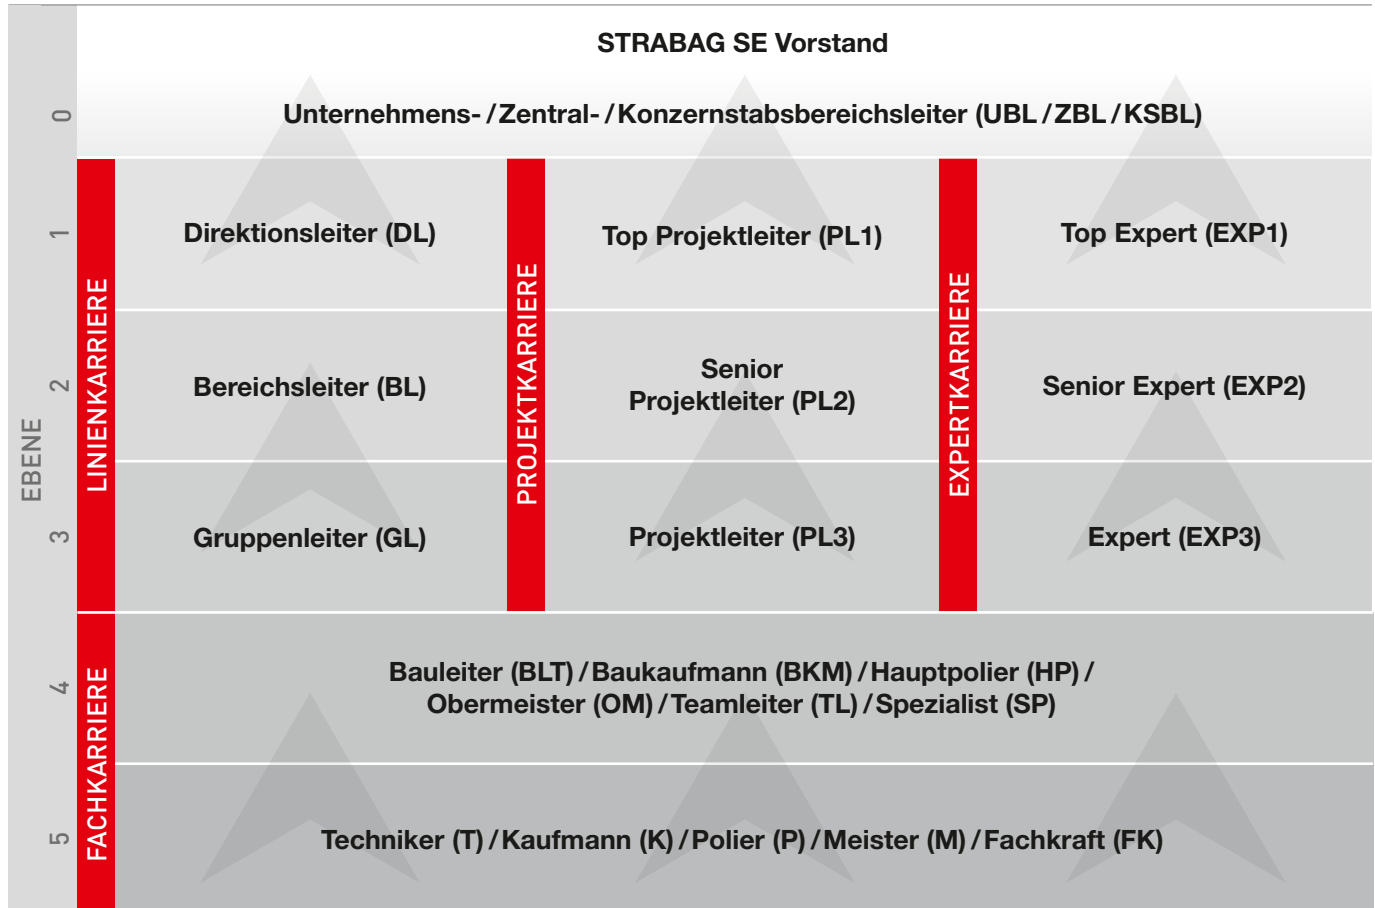 STRABAG SE Vorstand
0
Unternehmens- / Zentral- / Konzernstabsbereichsleiter (UBL / ZBL / KSBL)
EBENE
LINIENKARRIERE
PROJEKTKARRIERE
EXPERTKARRIERE
1
Direktionsleiter (DL)
Top Projektleiter (PL1)
Top Expert (EXP1)
2
Bereichsleiter (BL)
Senior
Projektleiter (PL2)
Senior Expert (EXP2)
3
Gruppenleiter (GL)
Projektleiter (PL3)
Expert (EXP3)
FACHKARRIERE
4
Bauleiter (BLT) / Baukaufmann (BKM) / Hauptpolier (HP) /
Obermeister (OM) / Teamleiter (TL) / Spezialist (SP)
5
Techniker (T) / Kaufmann (K) / Polier (P) / Meister (M) / Fachkraft (FK)